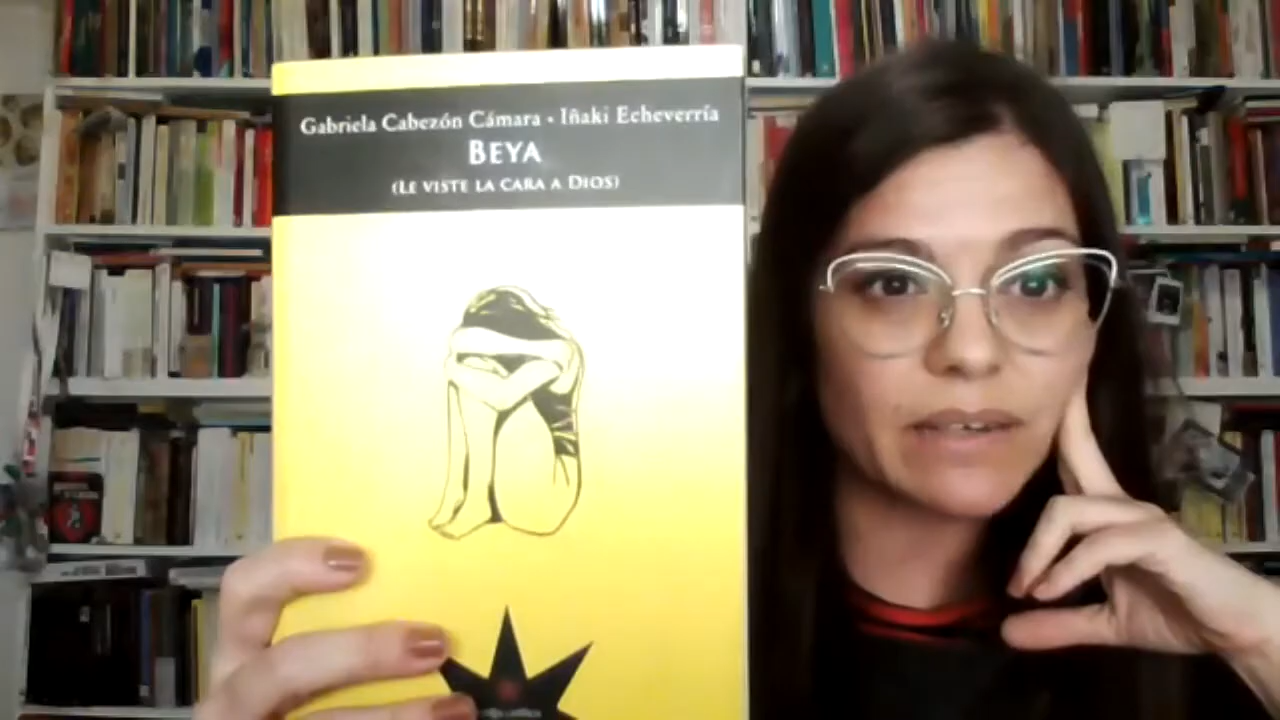 Gabriela Cabezón Cámara • Iñaki Echeverría
BEYA
(LE VISTE LA CARA A DIOS)